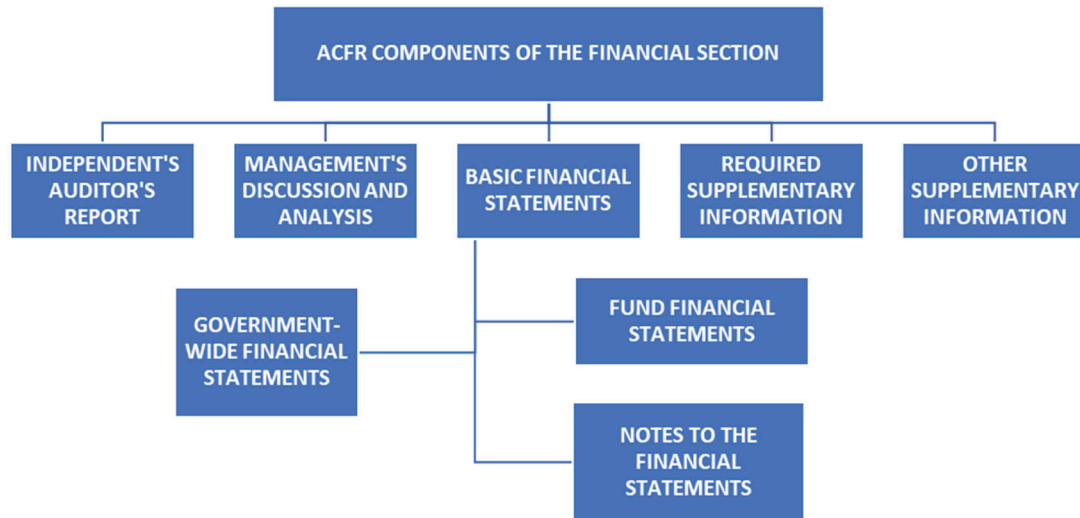 ACFR COMPONENTS OF THE FINANCIAL SECTION
INDEPENDENT'S
AUDITOR'S
REPORT
MANAGEMENT'S
DISCUSSION AND
ANALYSIS
BASIC FINANCIAL
STATEMENTS
REQUIRED
SUPPLEMENTARY
INFORMATION
OTHER
SUPPLEMENTARY
INFORMATION
GOVERNMENT-
WIDE FINANCIAL
STATEMENTS
FUND FINANCIAL
STATEMENTS
NOTES TO THE
FINANCIAL
STATEMENTS